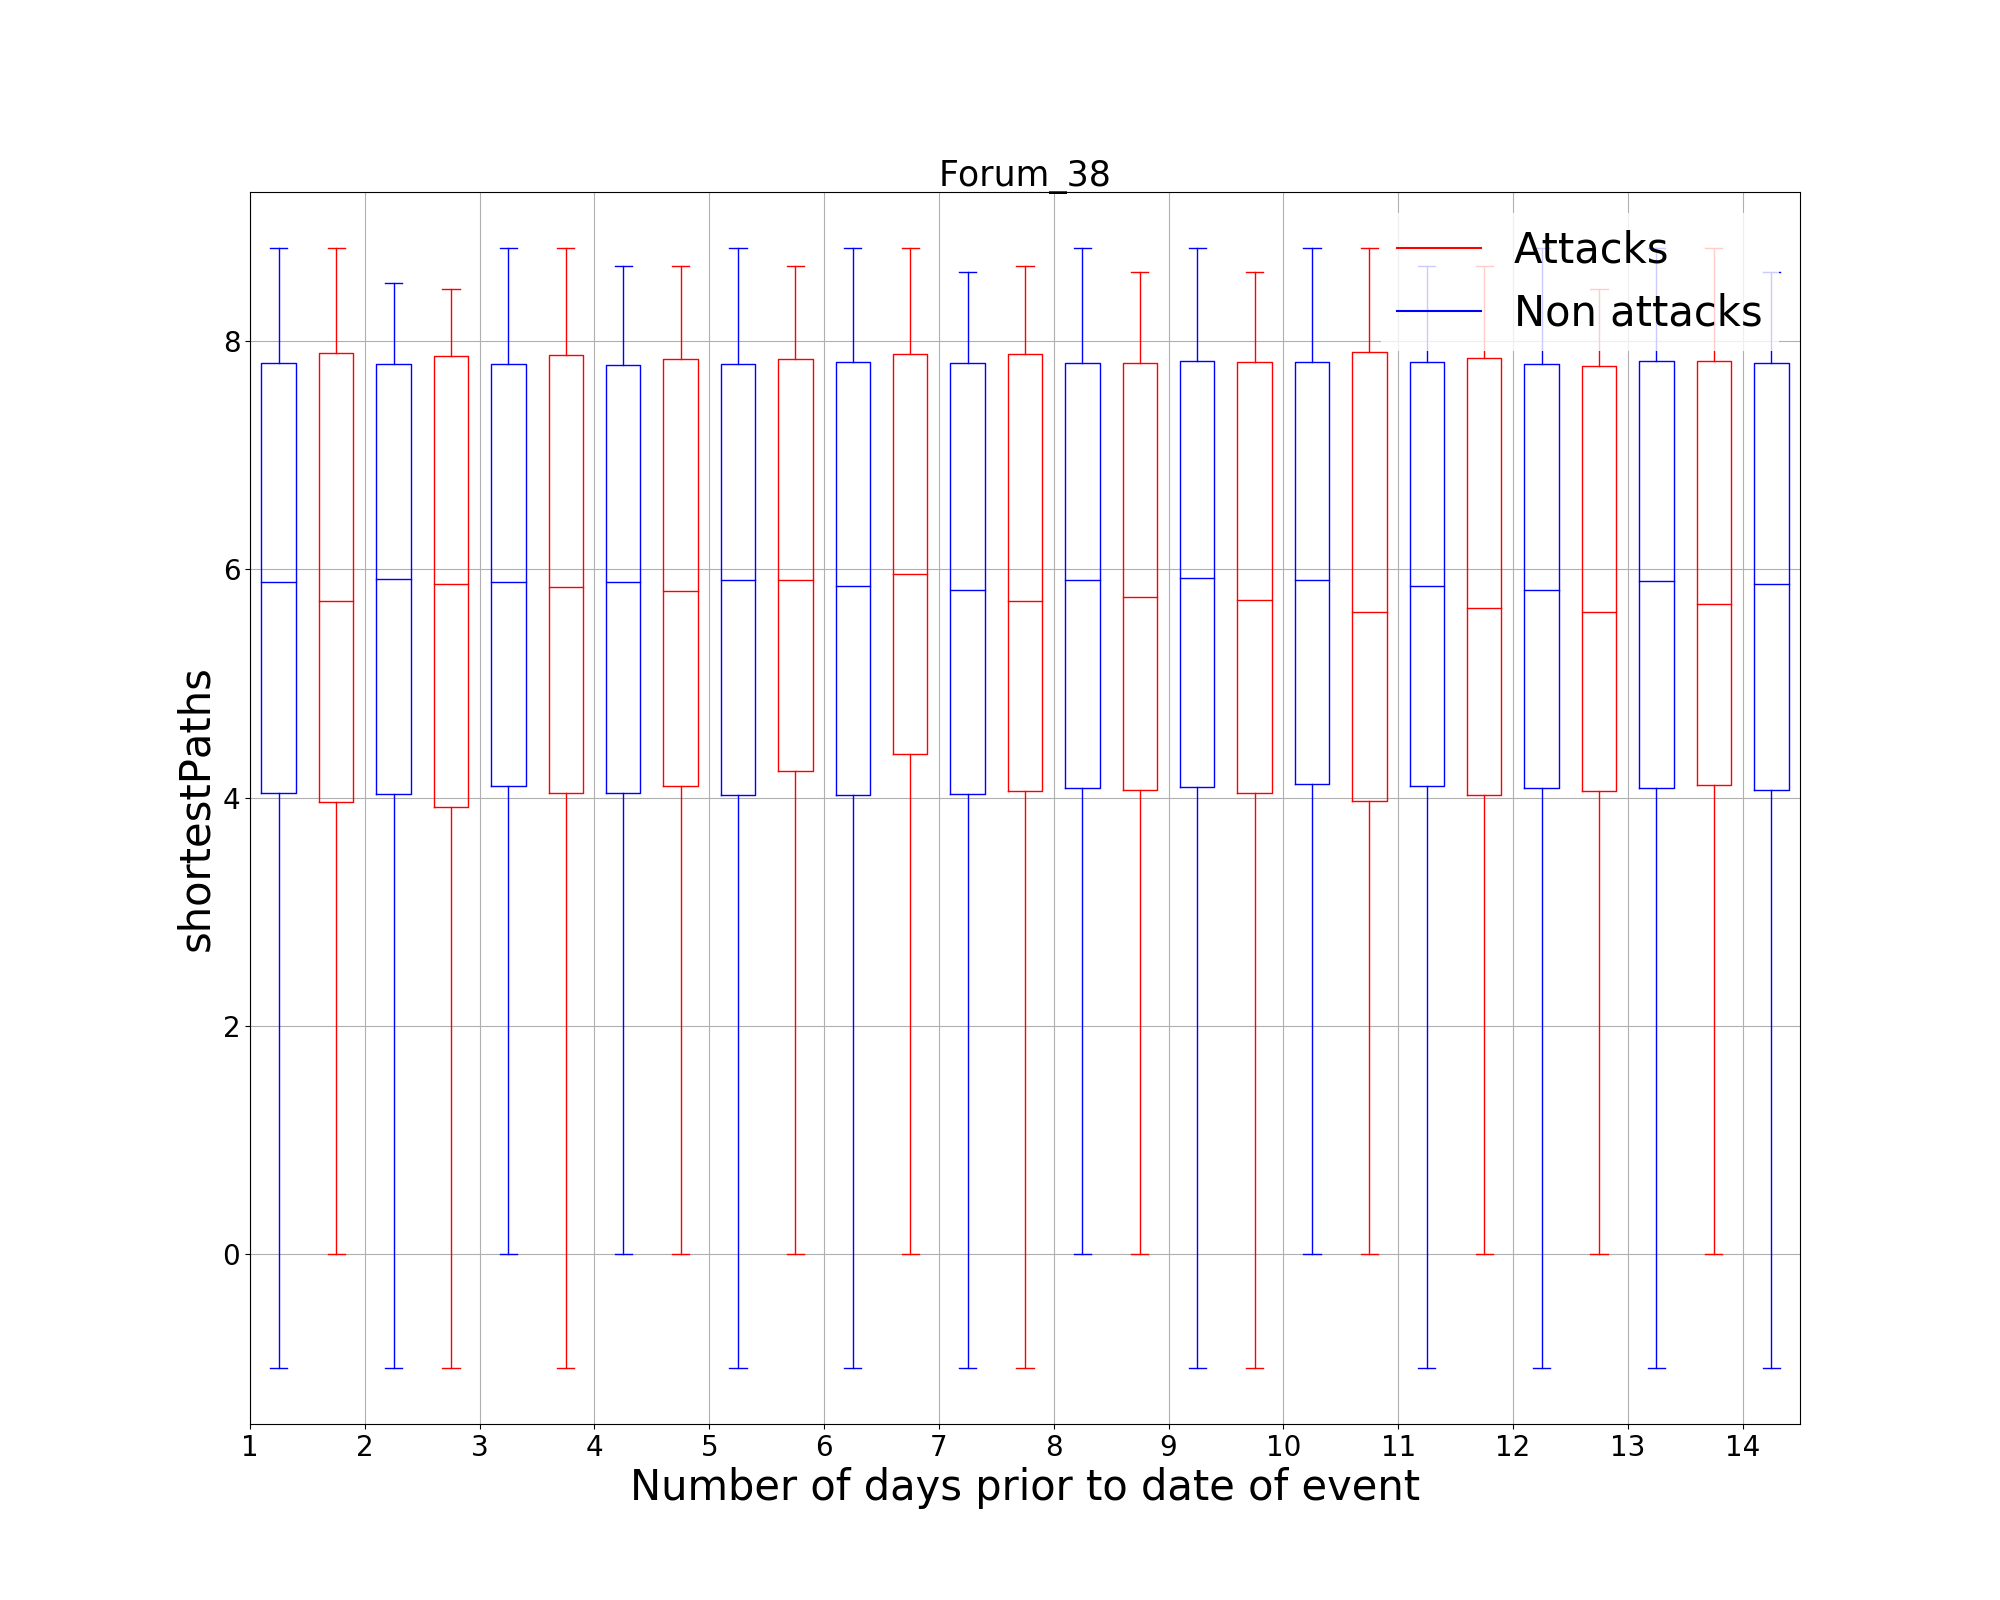 Forum_38
Attacks
Non attacks
8
6
4
2
0
shortestPaths
1 2 3 4 5 6 7 8 9 10 11 12 13 14
Number of days prior to date of event